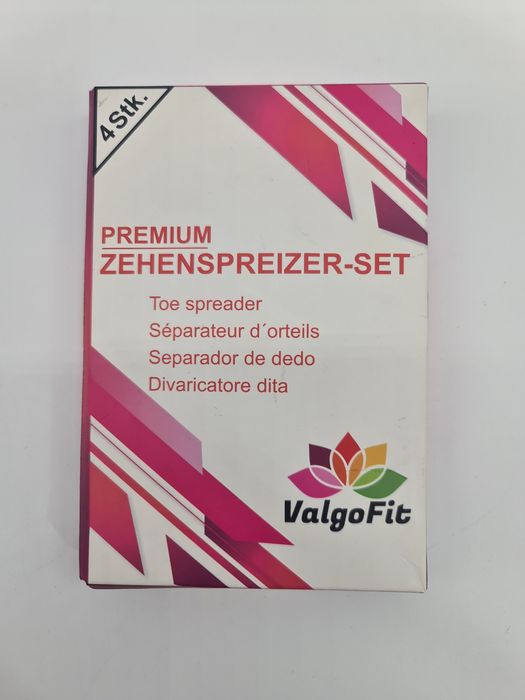 4 Stk.
PREMIUM
ZEHENSPREIZER-SET
Toe spreader
Séparateur d´orteils
Separador de dedo
Divaricatore dita
ValgoFit